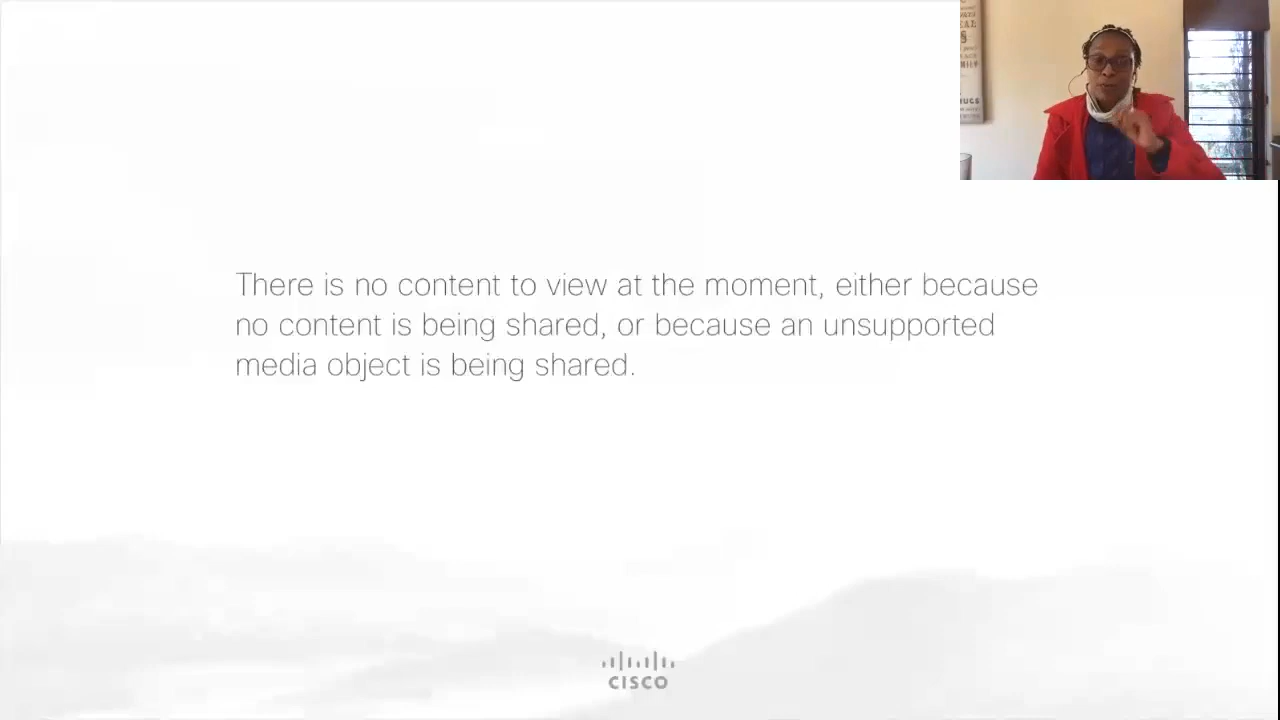 There is no content to view at the moment, either because
no content is being shared, or because an unsupported
media object is being shared.
CISCO